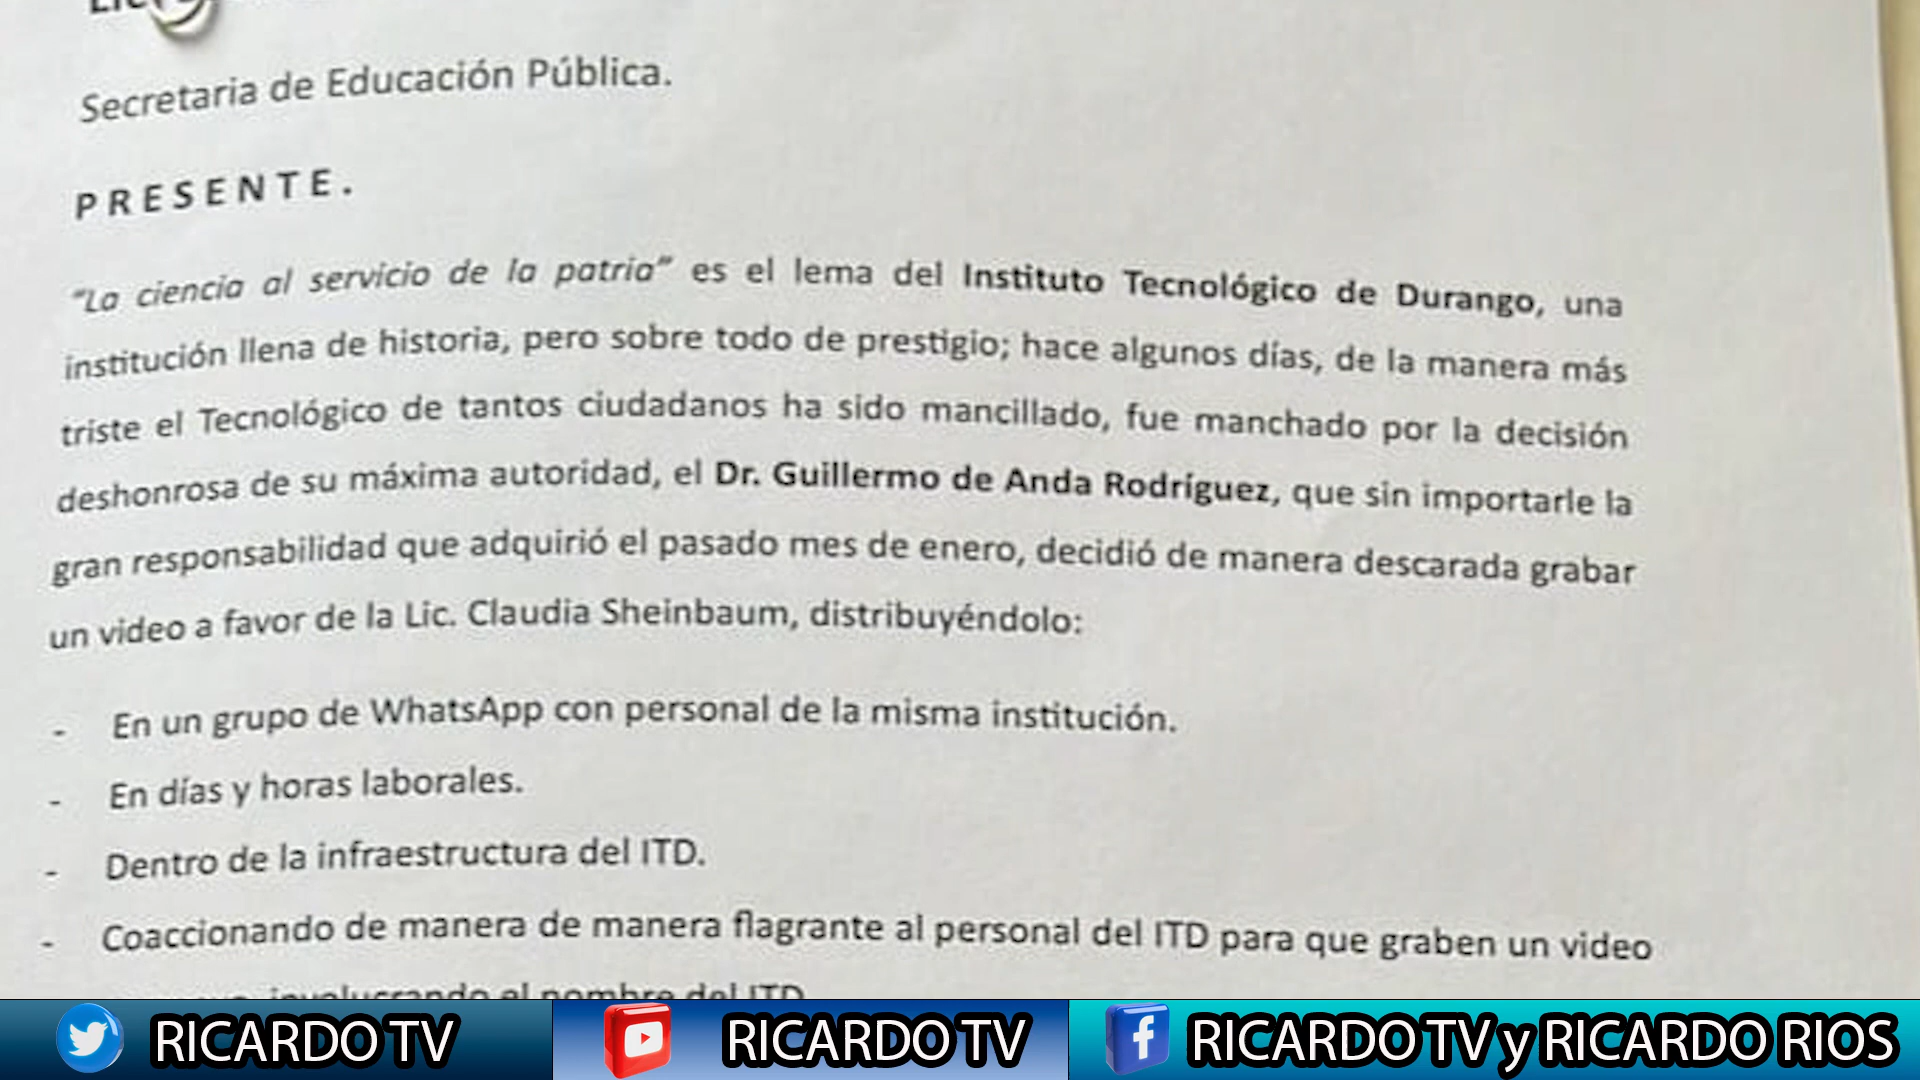 Secretaria de Educación Pública.
PRESENTE.
"La ciencia al servicio de la patria" es el lema del Instituto Tecnológico de Durango, una
institución llena de historia, pero sobre todo de prestigio; hace algunos días, de la manera más
triste el Tecnológico de tantos ciudadanos ha sido mancillado, fue manchado por la decisión
deshonrosa de su máxima autoridad, el Dr. Guillermo de Anda Rodríguez, que sin importarle la
gran responsabilidad que adquirió el pasado mes de enero, decidió de manera descarada grabar
un video a favor de la Lic. Claudia Sheinbaum, distribuyéndolo:
- En un grupo de WhatsApp con personal de la misma institución.
- En días y horas laborales.
- Dentro de la infraestructura del ITD.
- Coaccionando de manera de manera flagrante al personal del ITD para que graben un video
involucrando el nombre del ITD
RICARDO TV
RICARDO TV
RICARDO TV y RICARDO RIOS